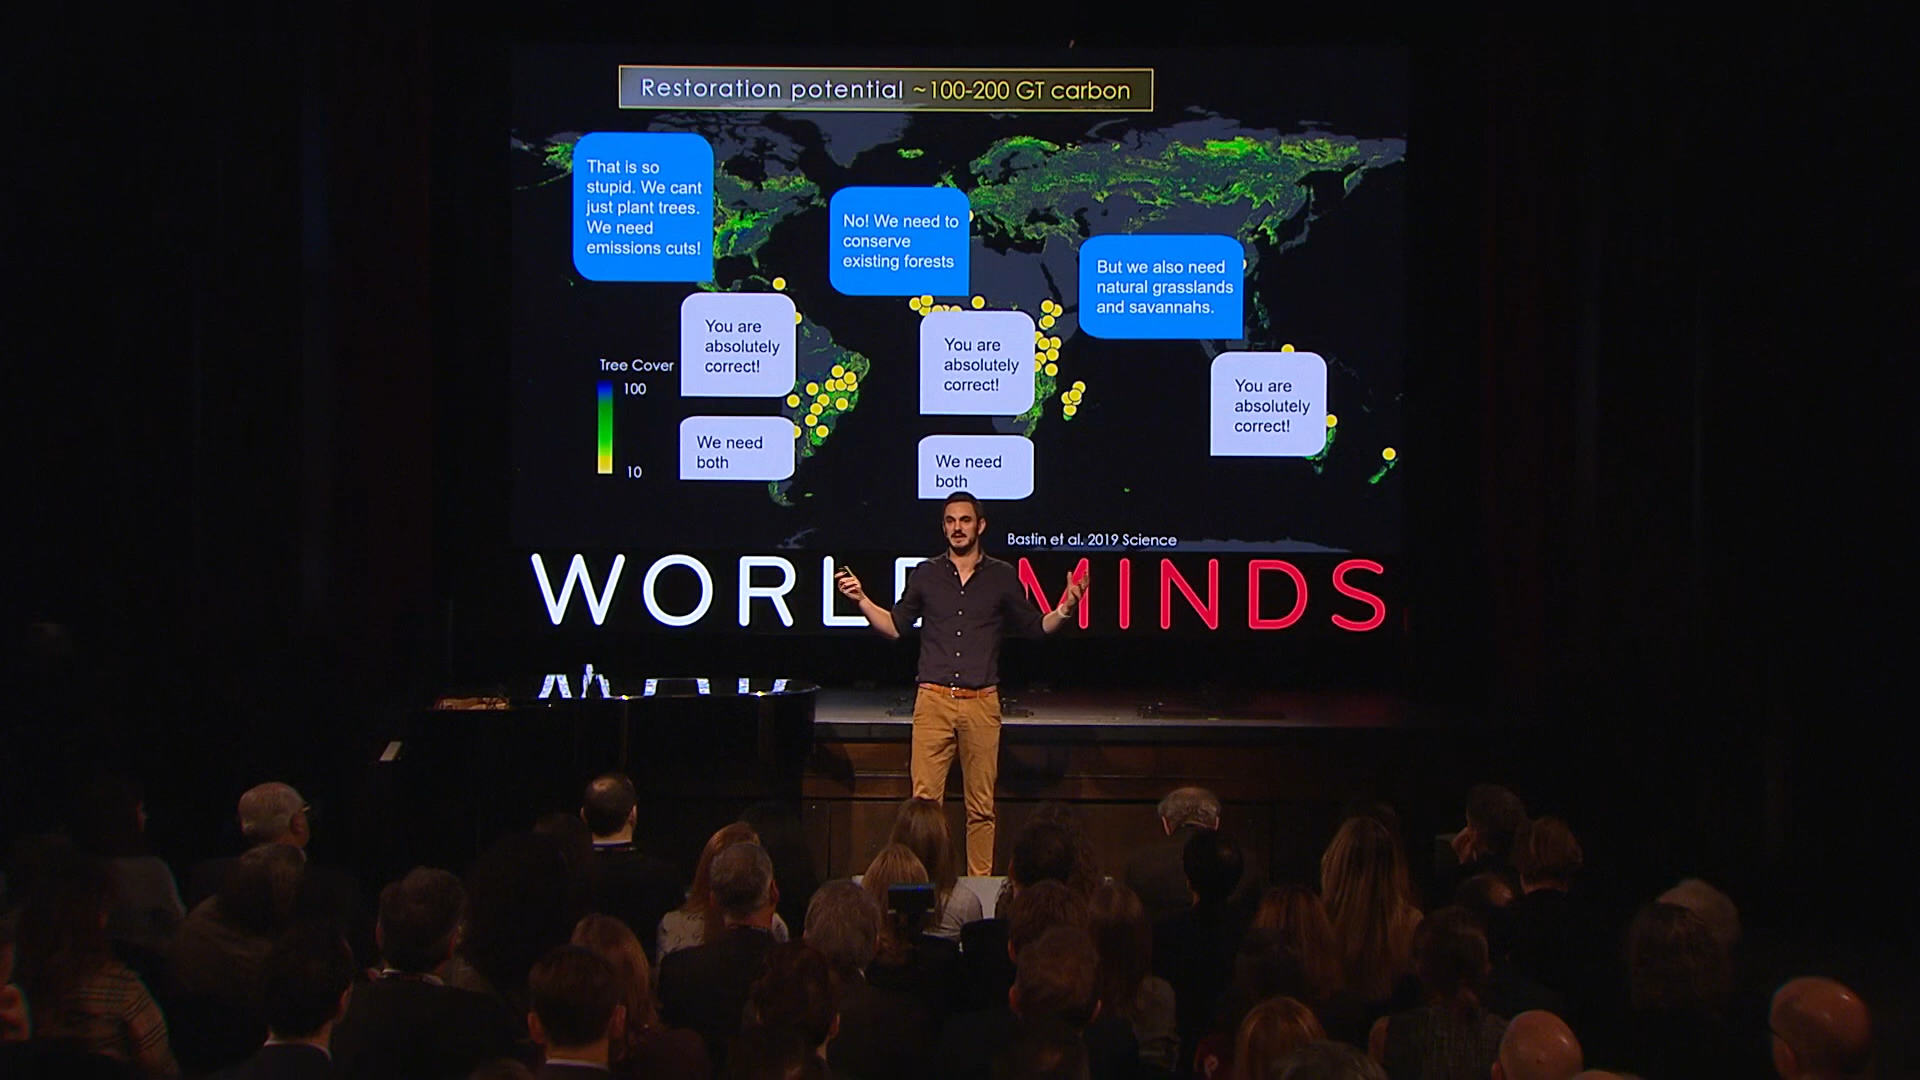 Restoration potential ~100-200 GT carbon
That is so
stupid. We cant
just plant trees.
We need
emissions cuts!
You are
absolutely
correct!
We need
both
No! We need to
conserve
existing forests
You are
absolutely
correct!
We need
both
But we also need
natural grasslands
and savannahs.
You are
absolutely
correct!
Tree Cover
100
10
Bastin et al. 2019 Science
WORLD MINDS